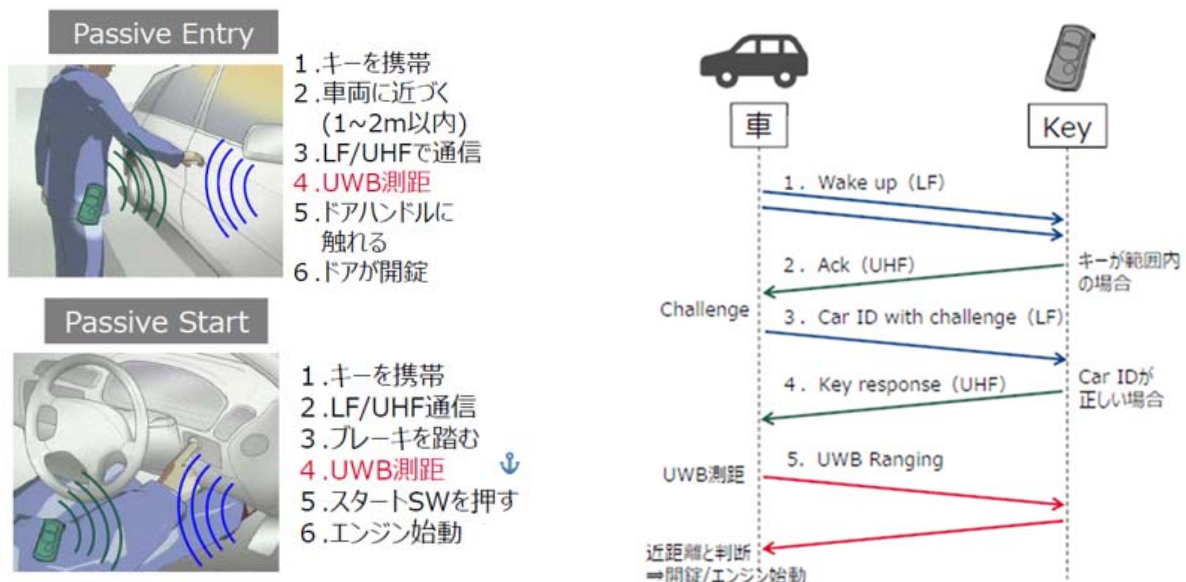 Passive Entry
1.キーを携帯
2.車両に近づく
(1~2m以内)
3.LF/UHFで通信
4.UWB測距
5.ドアハンドルに
触れる
6.ドアが開錠
Passive Start
1.キーを携帯
2.LF/UHF通信
3.ブレーキを踏む
4.UWB測距
5.スタートSWを押す
6.エンジン始動
車
Key
1. Wake up (LF)
2. Ack (UHF)
キーが範囲内
の場合
Challenge
3. Car ID with challenge (LF)
4. Key response (UHF)
Car IDが
正しい場合
5. UWB Ranging
UWB測距
近距離と判断
⇒開錠/エンジン始動